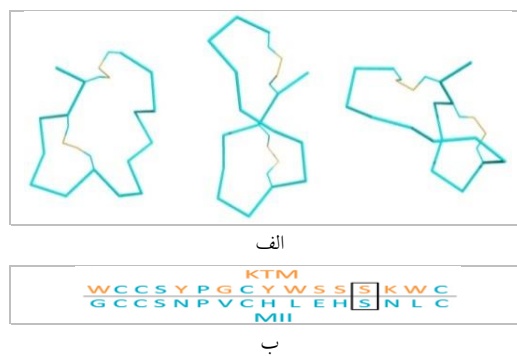 الف
KTM
WCCSYPGCYWSSSKWC
GCCSNPVCHLEHSNLC
MII
ب